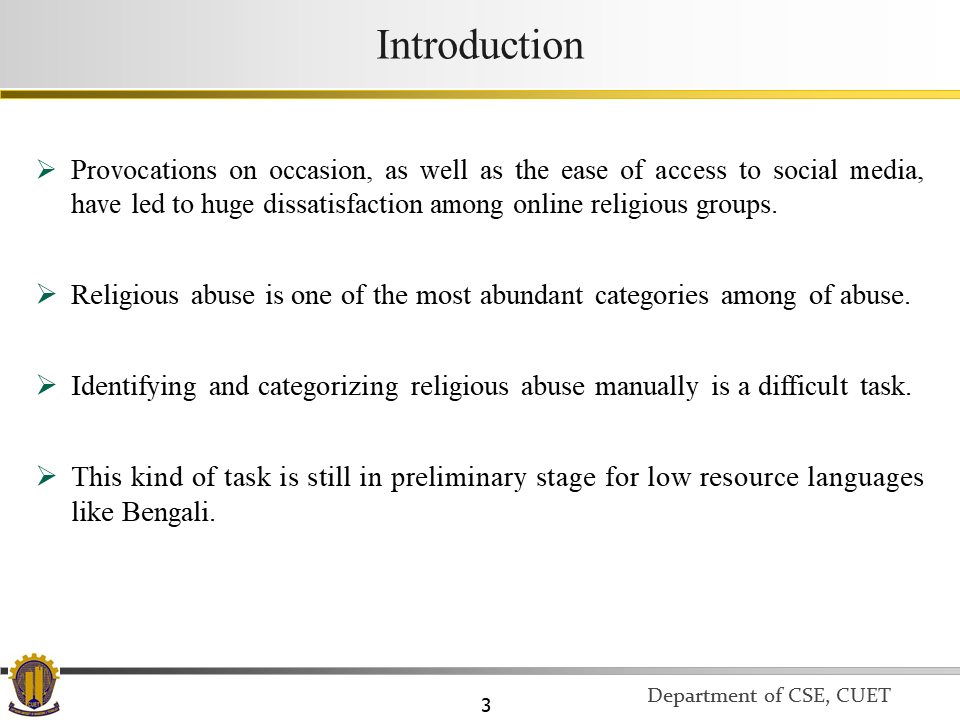 Introduction
Provocations on occasion, as well as the ease of access to social media,
have led to huge dissatisfaction among online religious groups.
Religious abuse is one of the most abundant categories among of abuse.
Identifying and categorizing religious abuse manually is a difficult task.
This kind of task is still in preliminary stage for low resource languages
like Bengali.
CUET
3
Department of CSE, CUET